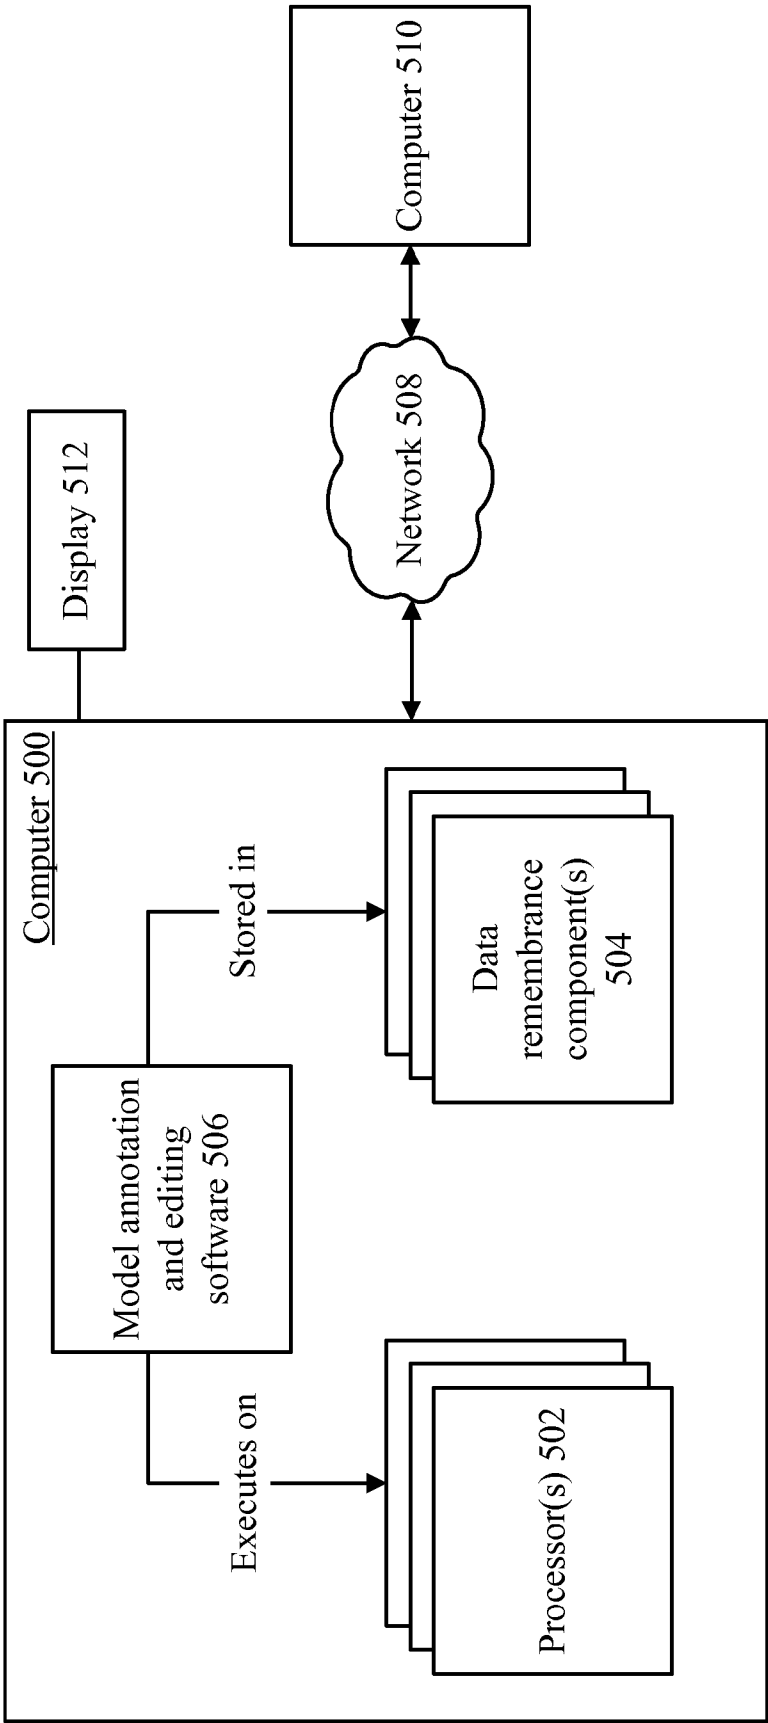 Computer 500
Model annotation
and editing
software 506
Executes on
Stored in
Processor(s) 502
Data
remembrance
component(s)
504
Display 512
Network 508
Computer 510